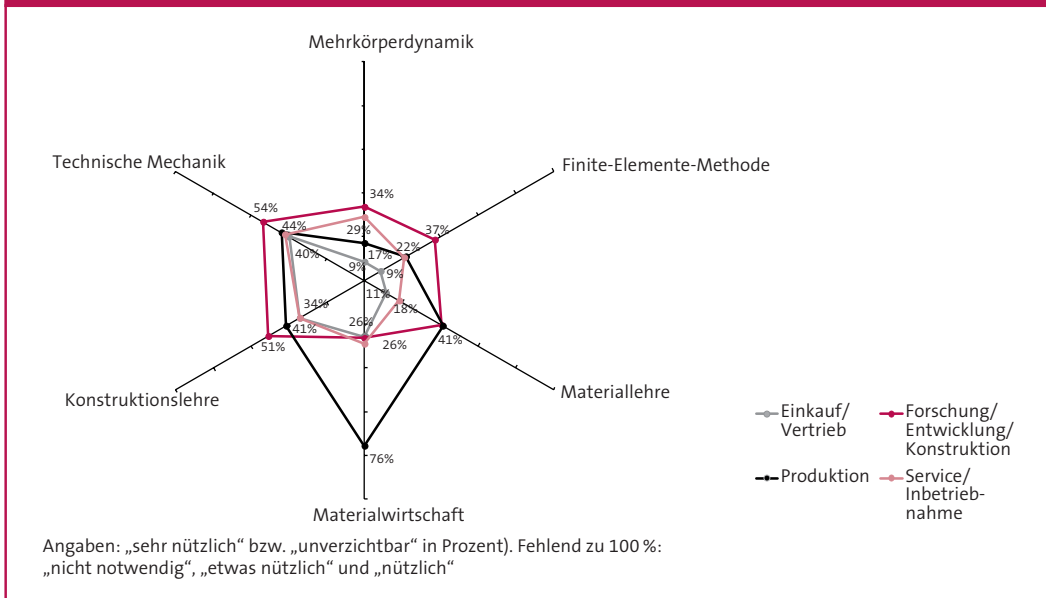 Mehrkörperdynamik
Technische Mechanik
Finite-Elemente-Methode
54%
34%
44%
29%
37%
22%
40%
17%
9%
9%
11%
34%
18%
26%
41%
51%
26%
41%
Konstruktionslehre
Materiallehre
76%
Materialwirtschaft
Einkauf/
Vertrieb
Forschung/
Entwicklung/
Konstruktion
Produktion
Service/
Inbetrieb-
nahme
Angaben: „sehr nützlich“ bzw. „unverzichtbar“ in Prozent). Fehlend zu 100 %:
„nicht notwendig“, „etwas nützlich“ und „nützlich“